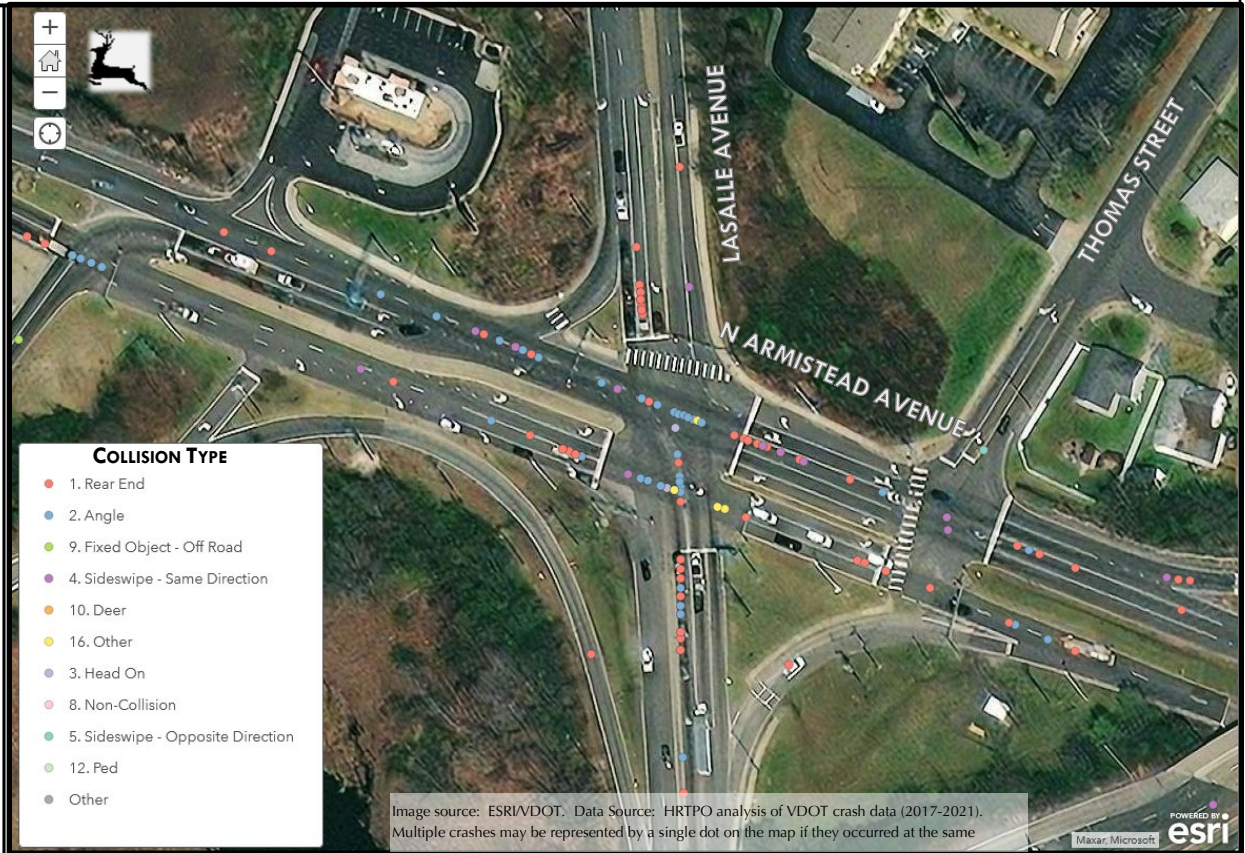 +
−
LASALLE AVENUE
THOMAS STREET
N ARMISTEAD AVENUE
COLLISION TYPE
1. Rear End
2. Angle
9. Fixed Object - Off Road
4. Sideswipe - Same Direction
10. Deer
16. Other
3. Head On
8. Non-Collision
5. Sideswipe - Opposite Direction
12. Ped
Other
Image source: ESRI/VDOT. Data Source: HRTPO analysis of VDOT crash data (2017-2021).
Multiple crashes may be represented by a single dot on the map if they occurred at the same
Maxar, Microsoft
POWERED BY
esri